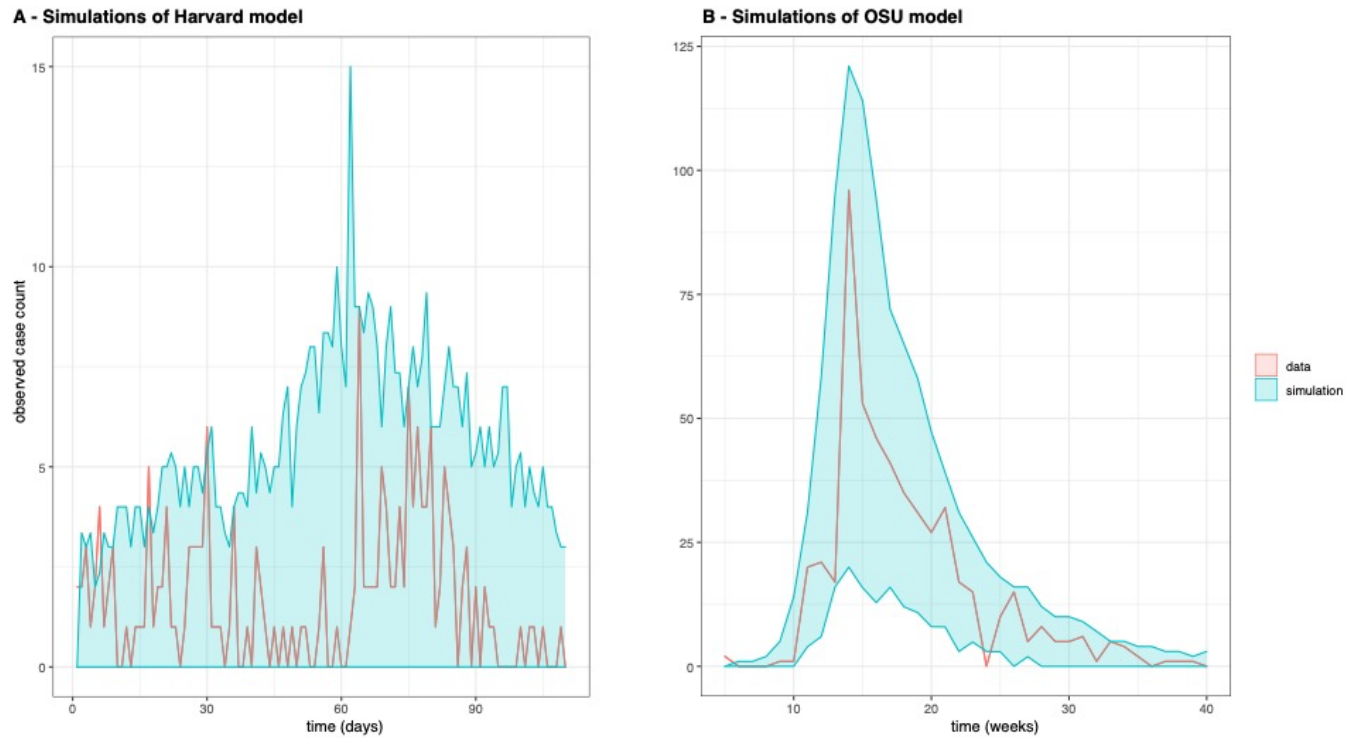 A - Simulations of Harvard model
B - Simulations of OSU model
observed case count
15
10
5
0
0
30
60
90
time (days)
125
100
75
50
25
0
10
20
30
40
time (weeks)
data
simulation